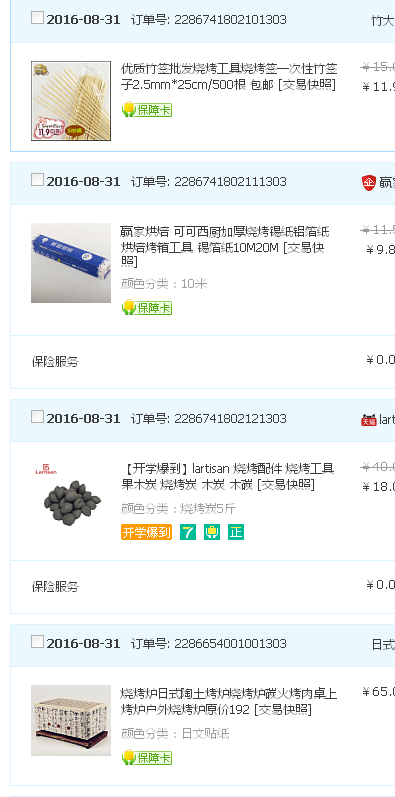 2016-08-31 订单号: 2286741802101303 竹大
优质竹签批发烧烤工具烧烤签一次性竹签
子2.5mm*25cm/500根 包邮 [交易快照]
￥15.0
￥11.9
11.9
保障卡
2016-08-31 订单号: 2286741802111303 赢家
赢家烘焙 可可西厨加厚烧烤锡纸铝箔纸
烘焙烤箱工具 锡箔纸10M20M [交易快
照]
￥11.5
￥9.8
颜色分类：10米
保障卡
保险服务 ￥0.0
2016-08-31 订单号: 2286741802121303 天猫 lart
Lartisan
【开学爆到】lartisan 烧烤配件 烧烤工具
果木炭 烧烤炭 木炭 木碳 [交易快照]
￥40.0
￥18.0
颜色分类：烧烤炭5斤
开学爆到 7 正
保险服务 ￥0.0
2016-08-31 订单号: 2286654001001303 日式
烧烤炉日式陶土烤炉烧烤炉碳火烤肉桌上
烤炉户外烧烤炉原价192 [交易快照]
￥65.0
颜色分类：日文贴纸
保障卡